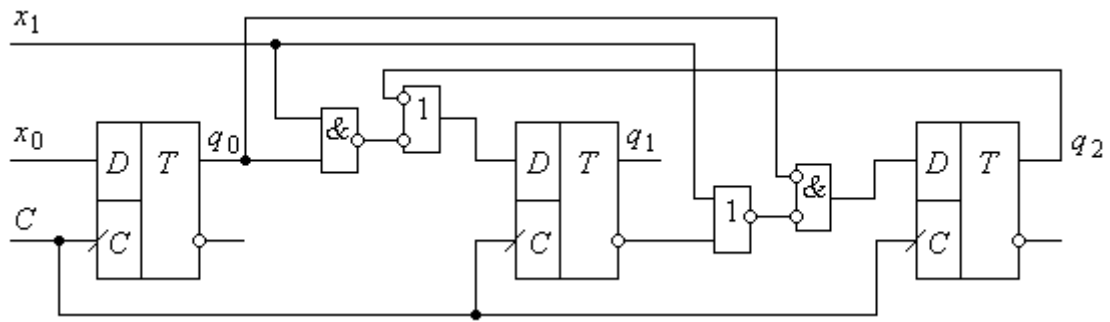 x₁
x₀ D T q₀ & 1 D T q₁ 1 & D T q₂
C C C C